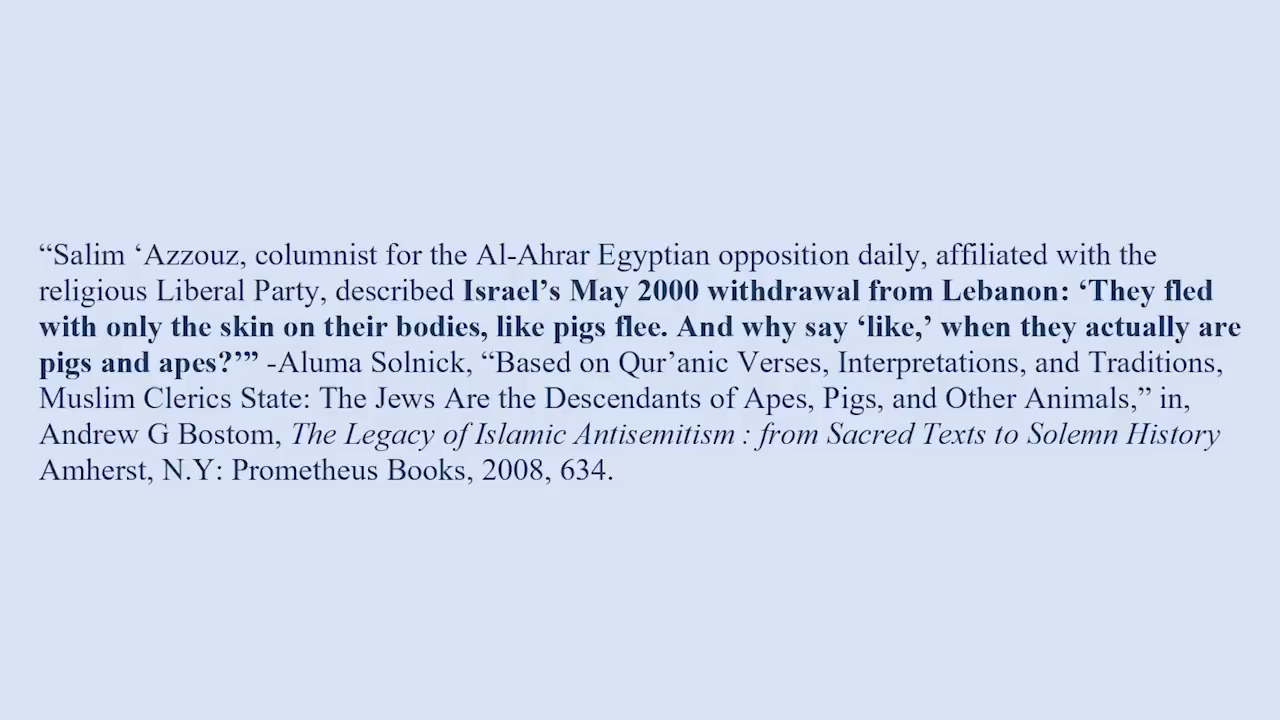 “Salim ‘Azzouz, columnist for the Al-Ahrar Egyptian opposition daily, affiliated with the
religious Liberal Party, described Israel’s May 2000 withdrawal from Lebanon: ‘They fled
with only the skin on their bodies, like pigs flee. And why say ‘like,’ when they actually are
pigs and apes?’” -Aluma Solnick, “Based on Qur’anic Verses, Interpretations, and Traditions,
Muslim Clerics State: The Jews Are the Descendants of Apes, Pigs, and Other Animals,” in,
Andrew G Bostom, The Legacy of Islamic Antisemitism : from Sacred Texts to Solemn History
Amherst, N.Y: Prometheus Books, 2008, 634.